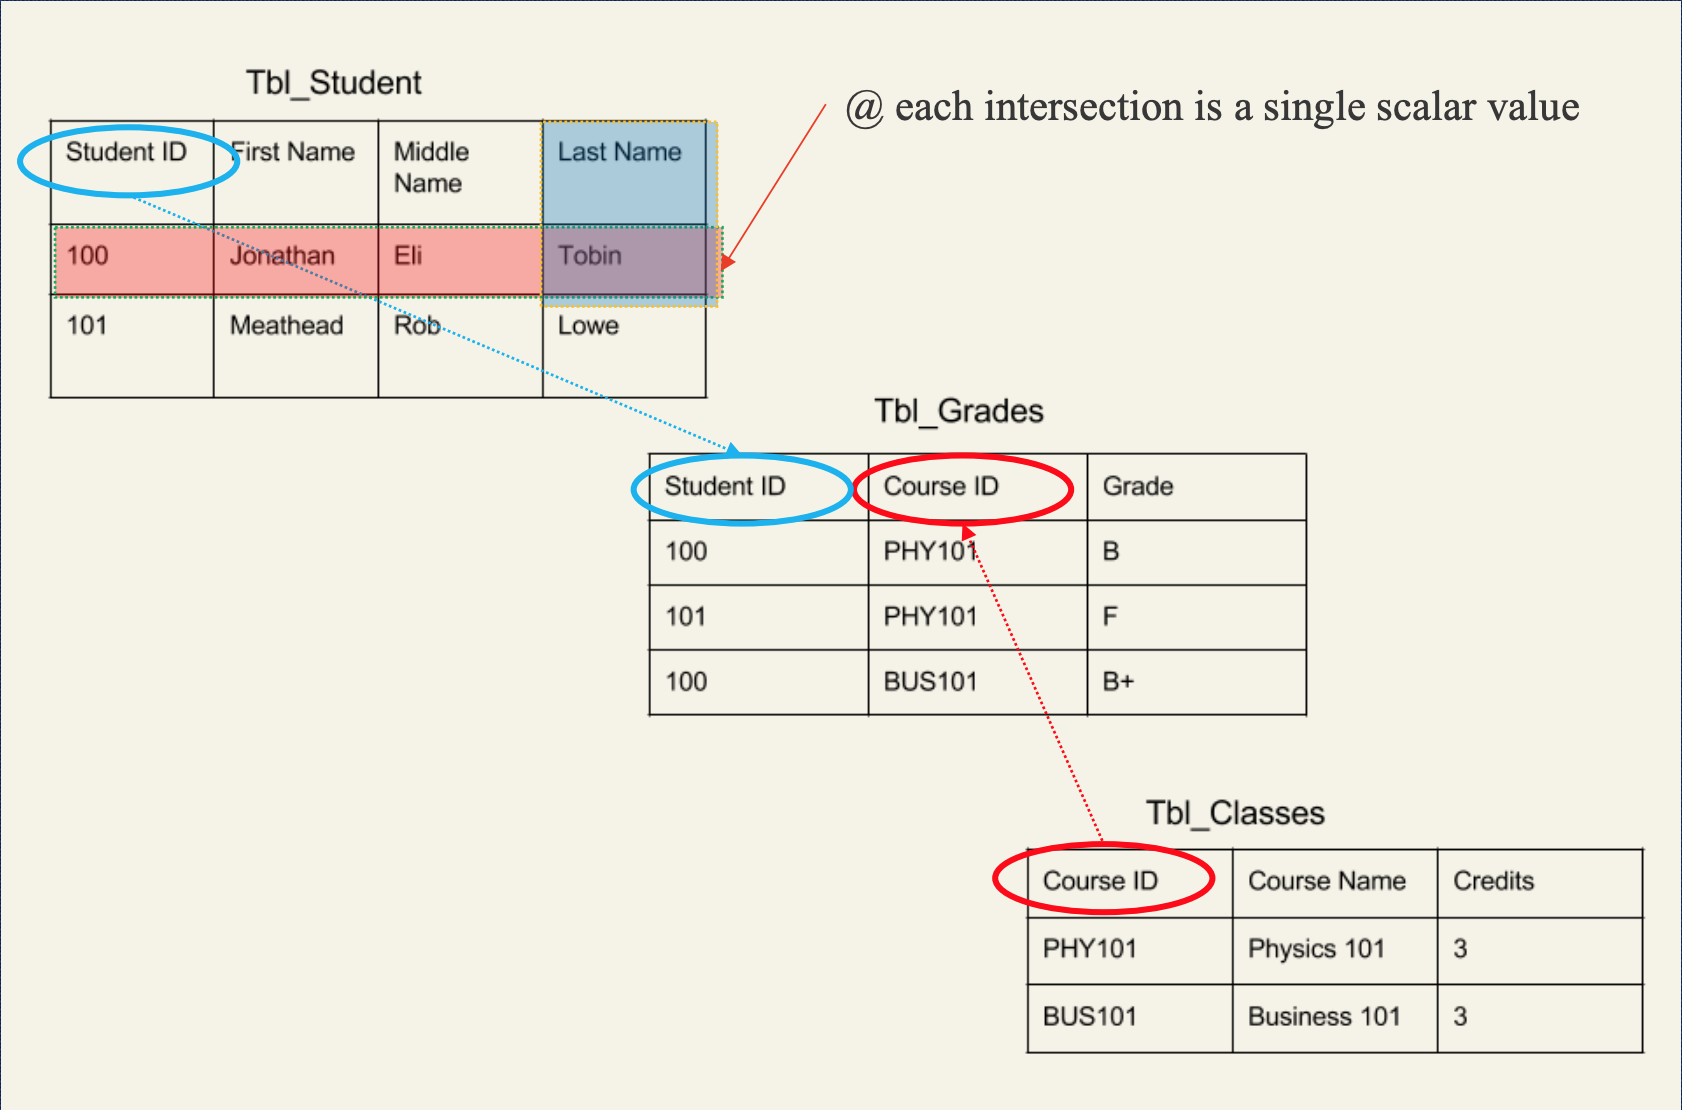 Tbl_Student
@ each intersection is a single scalar value
Student ID First Name Middle Name Last Name
100 Jonathan Eli Tobin
101 Meathead Rob Lowe
Tbl_Grades
Student ID Course ID Grade
100 PHY101 B
101 PHY101 F
100 BUS101 B+
Tbl_Classes
Course ID Course Name Credits
PHY101 Physics 101 3
BUS101 Business 101 3